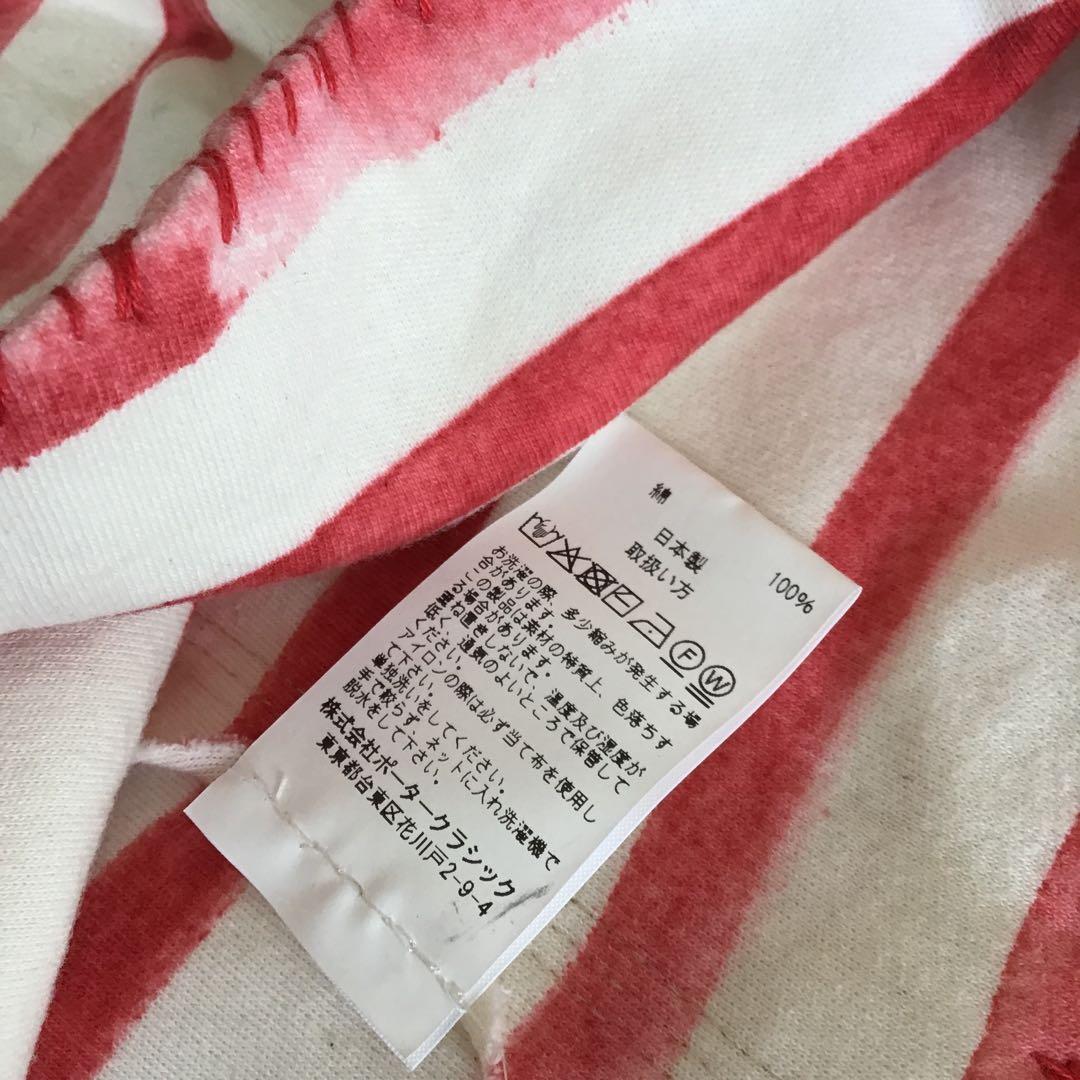 綿 100%
日本製
取扱い方
F W
お洗濯の際、多少縮みが発生する場
合があります。
この製品は素材の特質上、色落ちす
る場合があります。
重ね置きしないで、温度及び湿度が
低く、通気のよいところで保管して
ください。
アイロンの際は必ず当て布を使用し
て下さい。
単独洗いをしてください。
手で絞らず、ネットに入れ洗濯機で
脱水をして下さい。
株式会社ポータークラシック
東京都台東区花川戸2-9-4